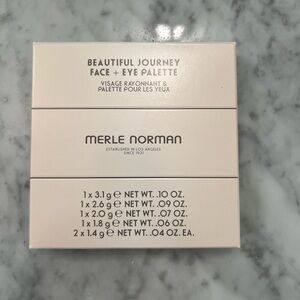 BEAUTIFUL JOURNEY
FACE + EYE PALETTE
VISAGE RAYONNANT &
PALETTE POUR LES YEUX
MERLE NORMAN
ESTABLISHED IN LOS ANGELES
SINCE 1931
1 x 3.1 g ℮ NET WT. .10 OZ.
1 x 2.6 g ℮ NET WT. .09 OZ.
1 x 2.0 g ℮ NET WT. .07 OZ.
1 x 1.8 g ℮ NET WT. .06 OZ.
2 x 1.4 g ℮ NET WT. .04 OZ. EA.